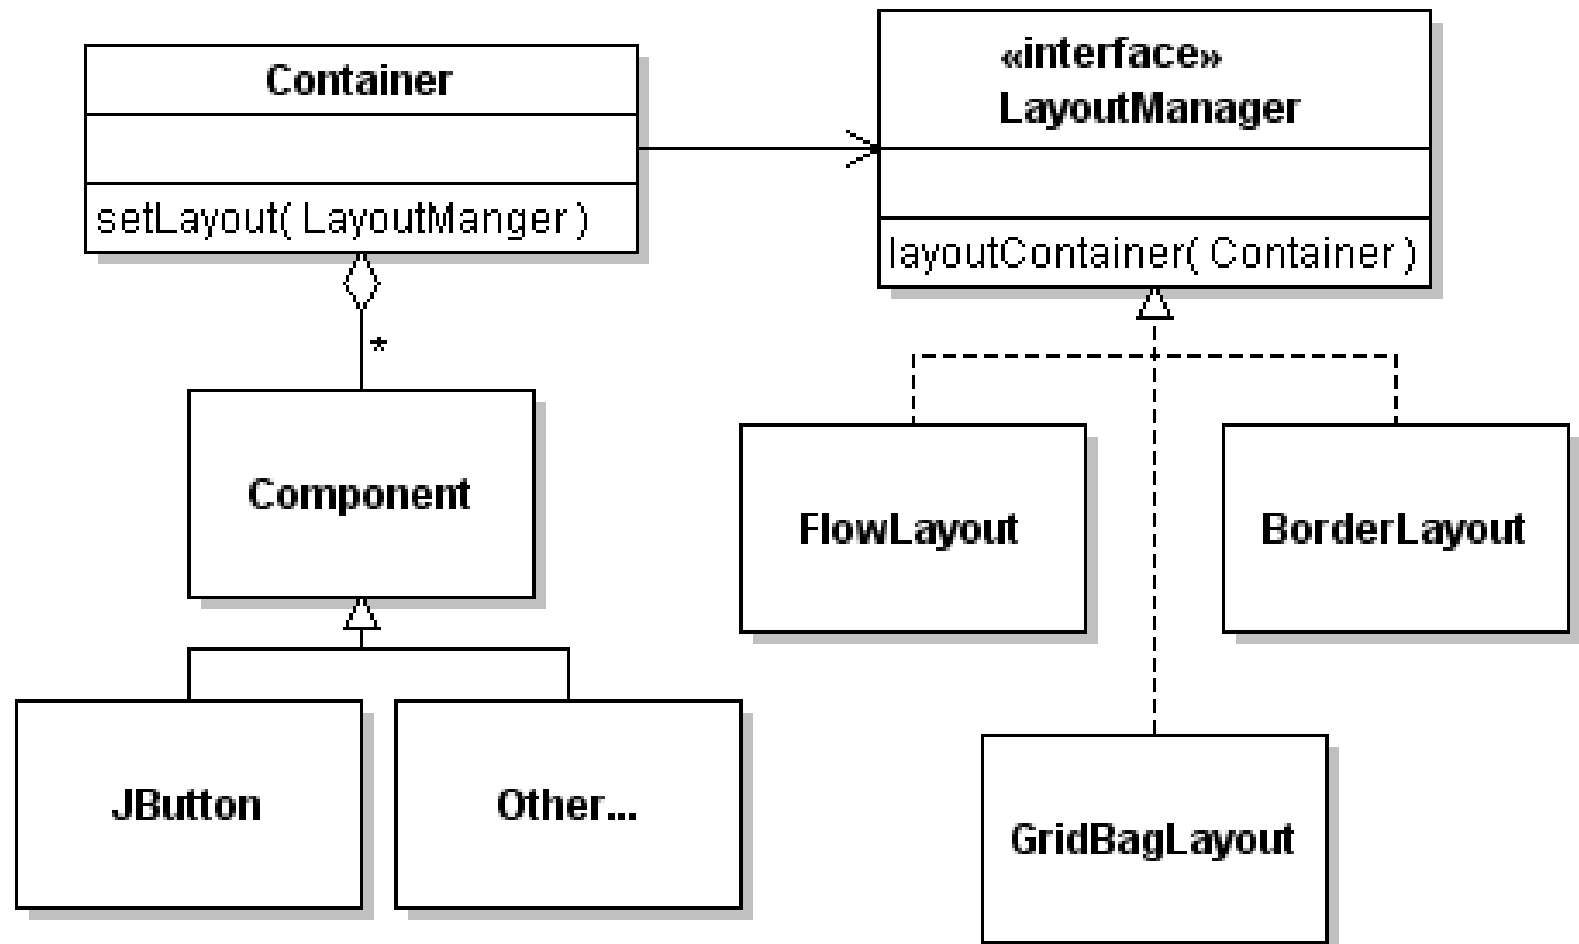 Container
setLayout( LayoutManger )
«interface»
LayoutManager
layoutContainer( Container )
*
Component
FlowLayout
BorderLayout
JButton
Other...
GridBagLayout